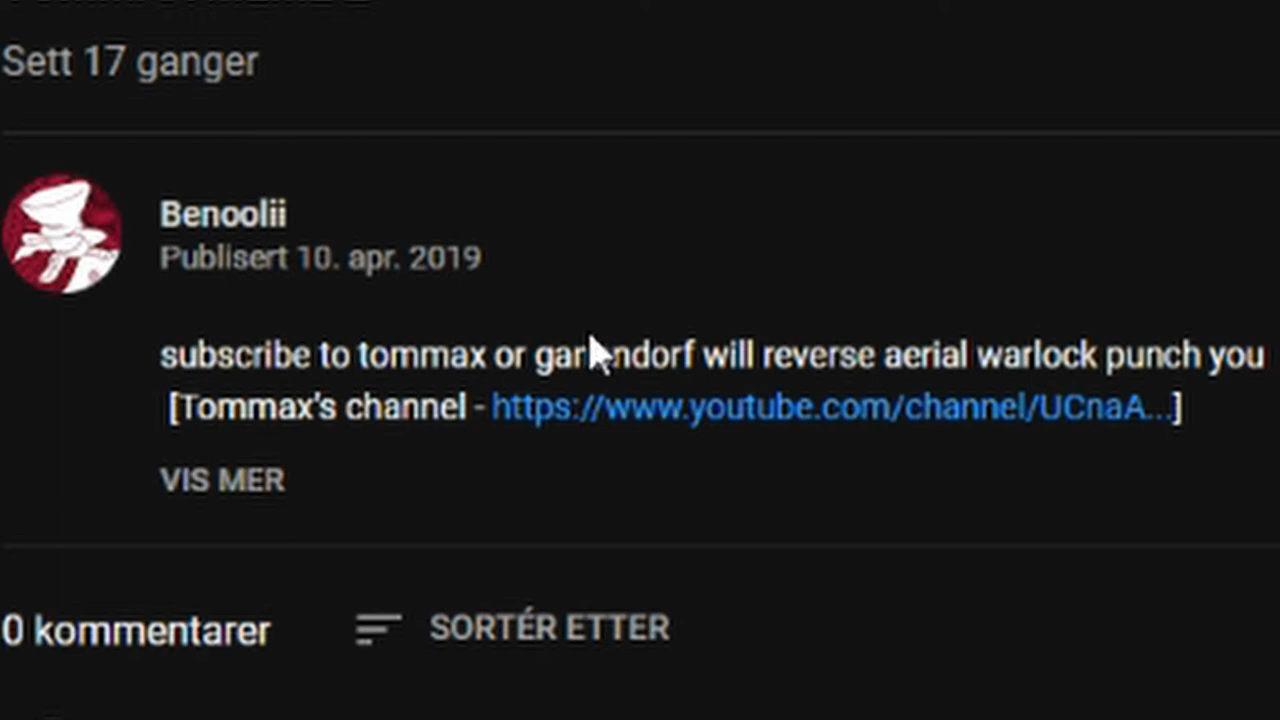 Sett 17 ganger
Benoolii
Publisert 10. apr. 2019
subscribe to tommax or will reverse aerial warlock punch you
[Tommax's channel - https://www.youtube.com/channel/UCnaA...]
VIS MER
0 kommentarer
SORTÉR ETTER